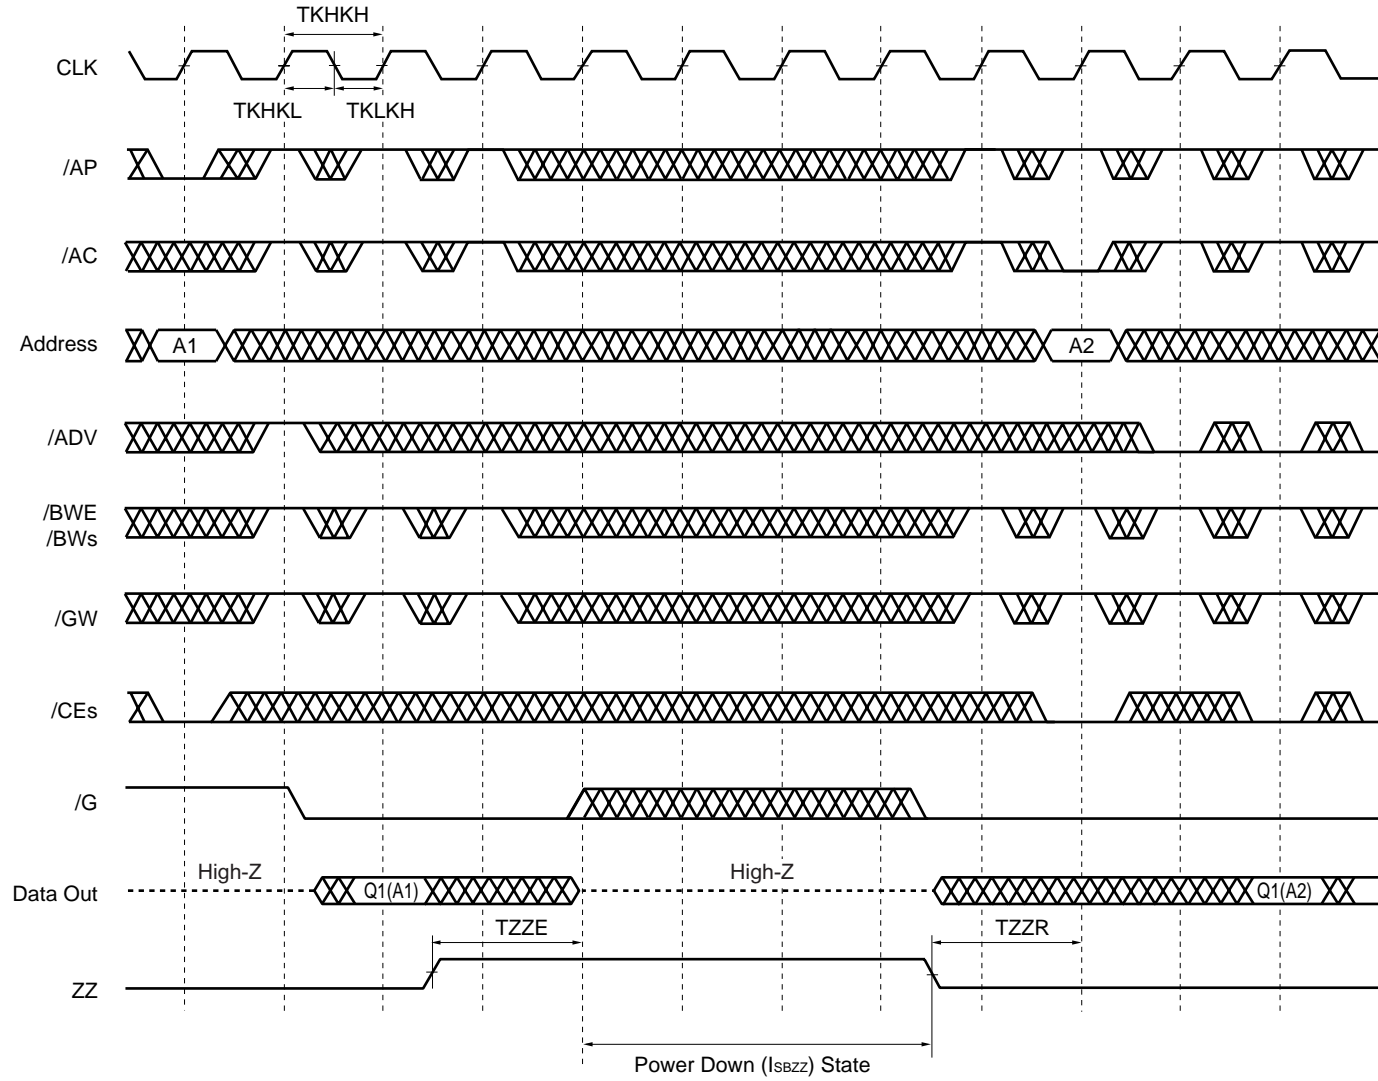 TKHKH
CLK
TKHKL
TKLKH
/AP
/AC
Address
A1
A2
/ADV
/BWE
/BWs
/GW
/CEs
/G
High-Z
High-Z
Data Out
Q1(A1)
Q1(A2)
TZZE
TZZR
ZZ
Power Down (ISBZZ) State